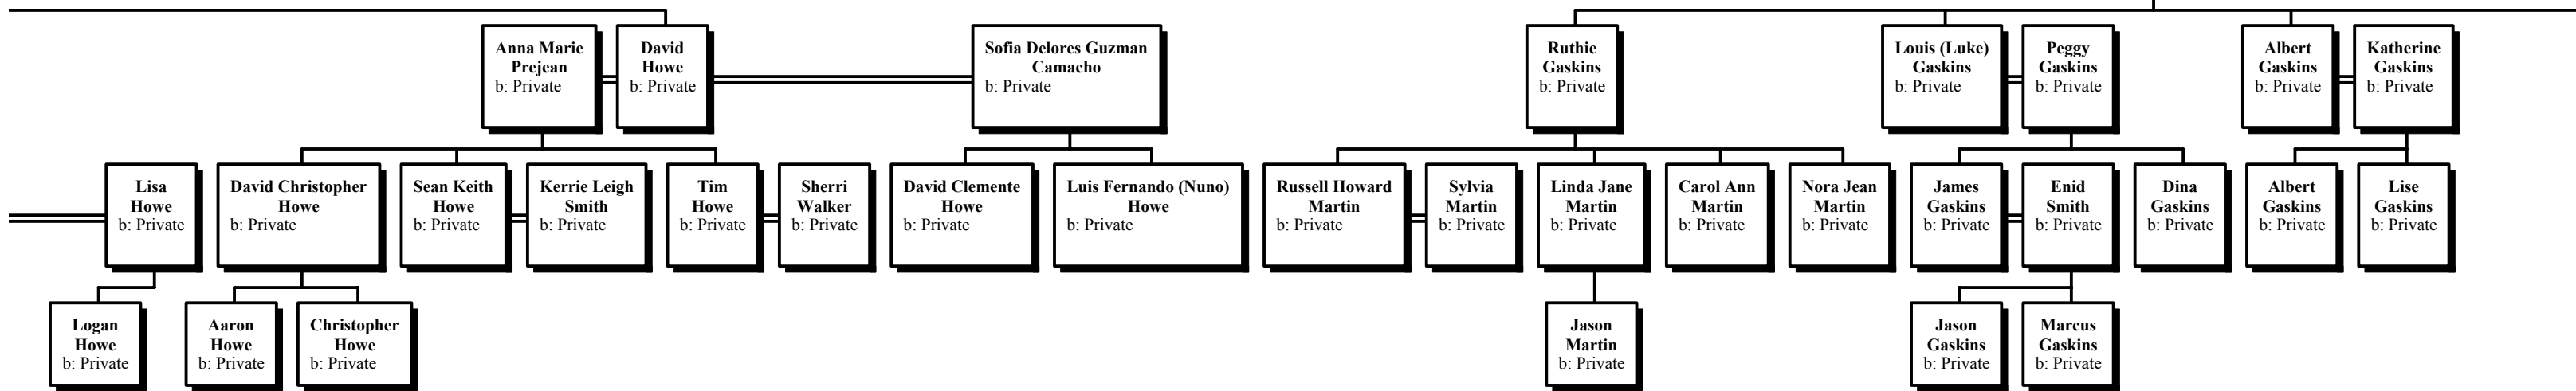 Anna Marie
Prejean
b: Private
David
Howe
b: Private
Sofia Delores Guzman
Camacho
b: Private
Ruthie
Gaskins
b: Private
Louis (Luke)
Gaskins
b: Private
Peggy
Gaskins
b: Private
Albert
Gaskins
b: Private
Katherine
Gaskins
b: Private
Lisa
Howe
b: Private
David Christopher
Howe
b: Private
Sean Keith
Howe
b: Private
Kerrie Leigh
Smith
b: Private
Tim
Howe
b: Private
Sherri
Walker
b: Private
David Clemente
Howe
b: Private
Luis Fernando (Nuno)
Howe
b: Private
Russell Howard
Martin
b: Private
Sylvia
Martin
b: Private
Linda Jane
Martin
b: Private
Carol Ann
Martin
b: Private
Nora Jean
Martin
b: Private
James
Gaskins
b: Private
Enid
Smith
b: Private
Dina
Gaskins
b: Private
Albert
Gaskins
b: Private
Lise
Gaskins
b: Private
Logan
Howe
b: Private
Aaron
Howe
b: Private
Christopher
Howe
b: Private
Jason
Martin
b: Private
Jason
Gaskins
b: Private
Marcus
Gaskins
b: Private